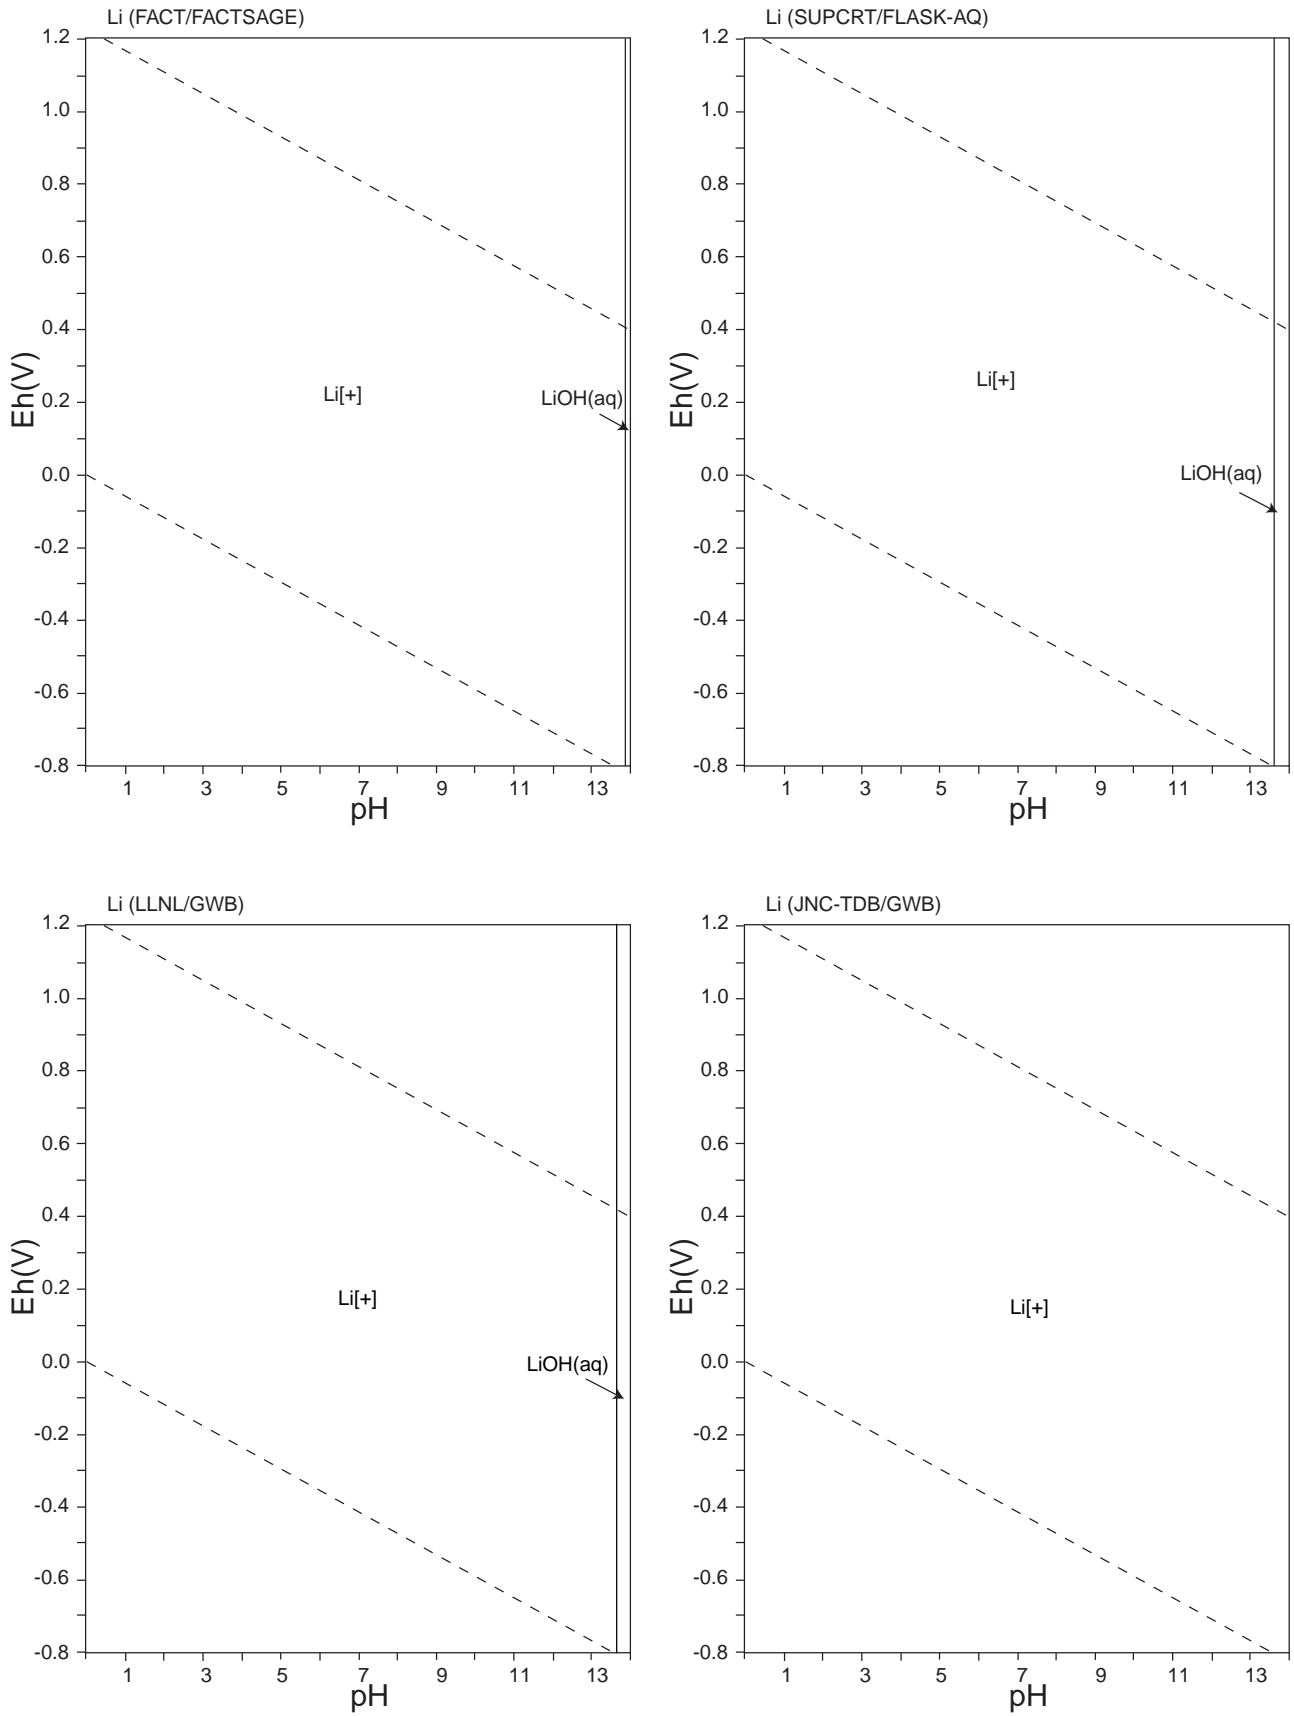 Li (FACT/FACTSAGE)
1.2
1.0
0.8
0.6
0.4
0.2
0.0
-0.2
-0.4
-0.6
-0.8
Eh(V)
Li[+]
LiOH(aq)
1 3 5 7 9 11 13
pH
Li (SUPCRT/FLASK-AQ)
1.2
1.0
0.8
0.6
0.4
0.2
0.0
-0.2
-0.4
-0.6
-0.8
Eh(V)
Li[+]
LiOH(aq)
1 3 5 7 9 11 13
pH
Li (LLNL/GWB)
1.2
1.0
0.8
0.6
0.4
0.2
0.0
-0.2
-0.4
-0.6
-0.8
Eh(V)
Li[+]
LiOH(aq)
1 3 5 7 9 11 13
pH
Li (JNC-TDB/GWB)
1.2
1.0
0.8
0.6
0.4
0.2
0.0
-0.2
-0.4
-0.6
-0.8
Eh(V)
Li[+]
1 3 5 7 9 11 13
pH